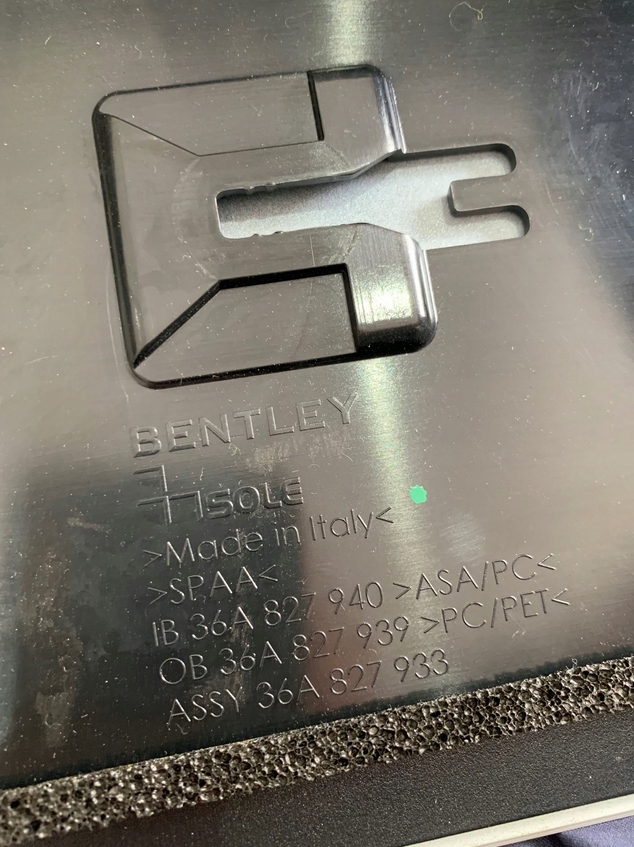 BENTLEY
ISOLE
>Made in Italy<
>SPAA<
IB 36A 827 940 >ASA/PC<
OB 36A 827 939 >PC/PET<
ASSY 36A 827 933